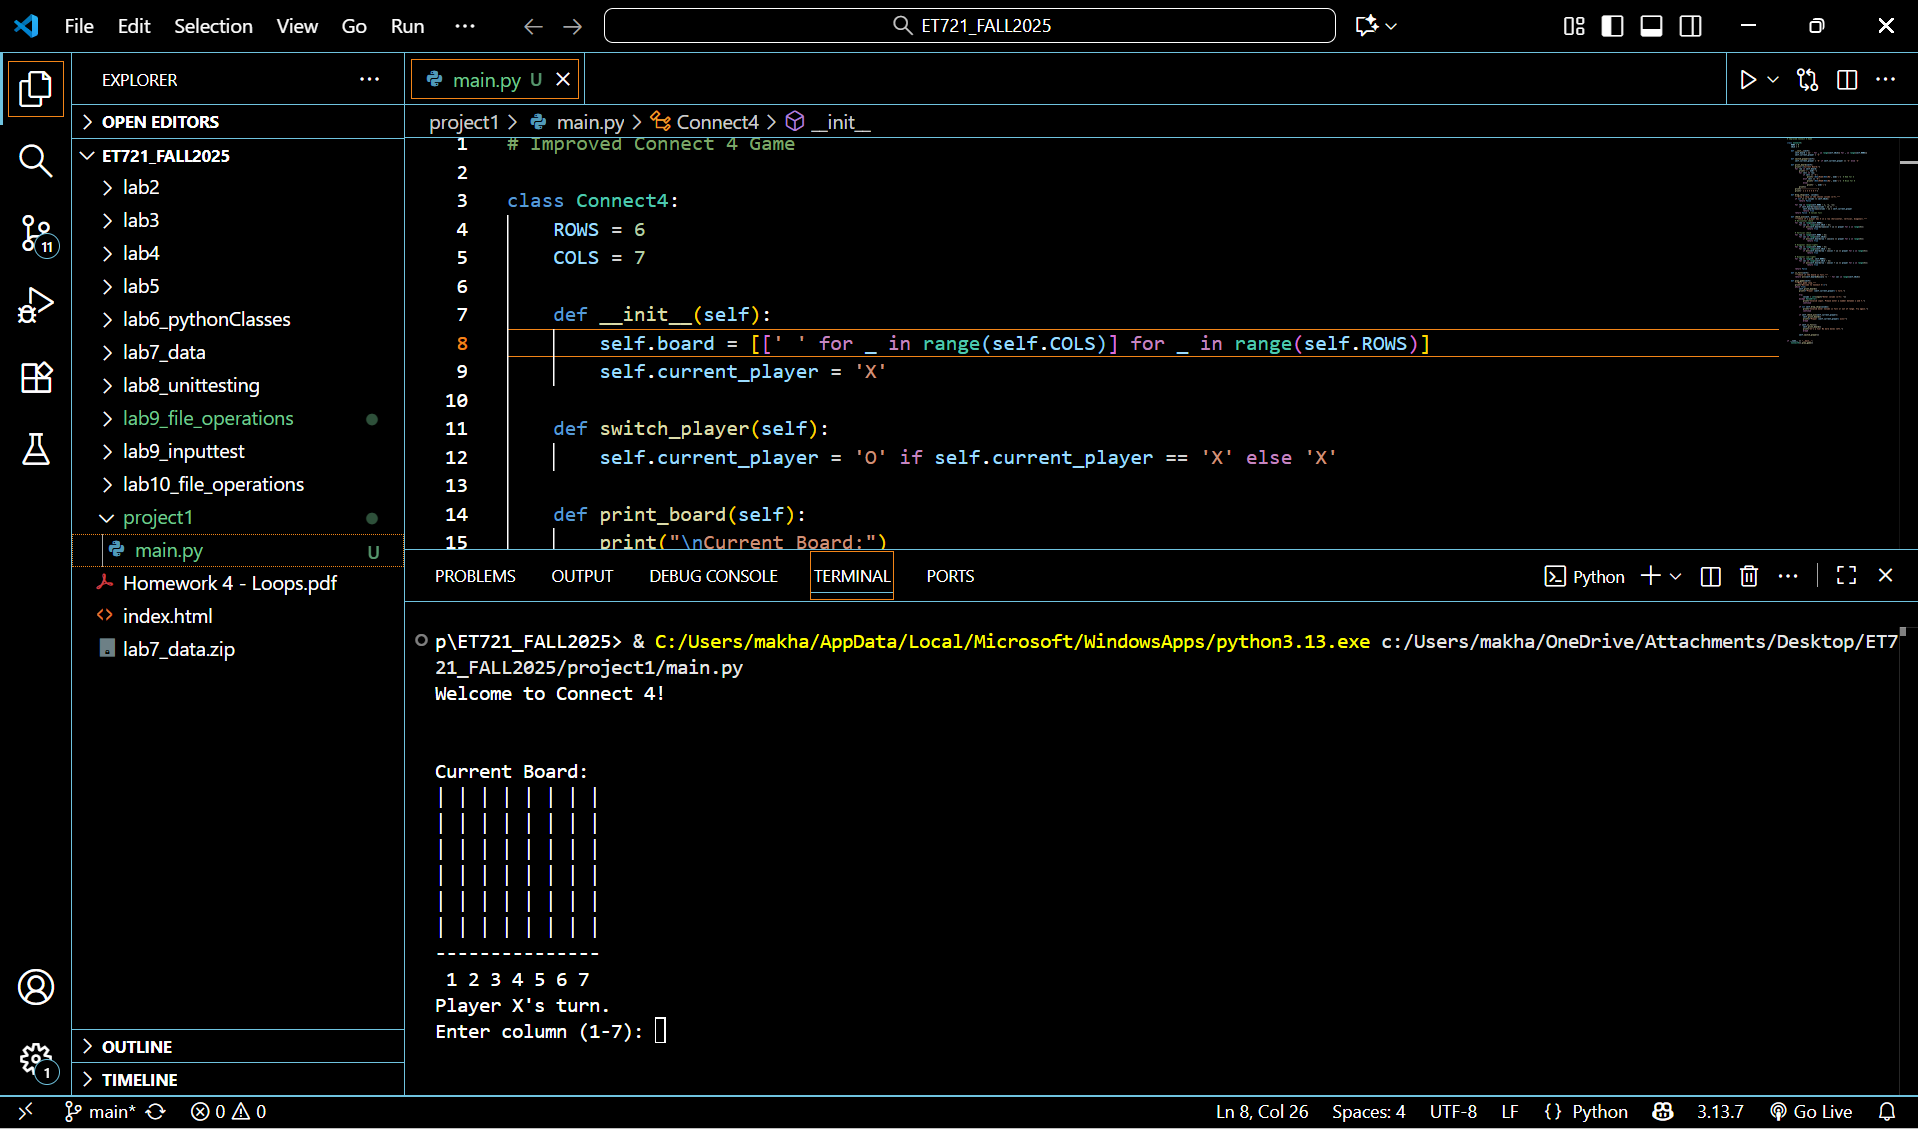 File Edit Selection View Go Run ··· ET721_FALL2025
EXPLORER ···
OPEN EDITORS
ET721_FALL2025
lab2
lab3
lab4
lab5
lab6_pythonClasses
lab7_data
lab8_unittesting
lab9_file_operations
lab9_inputtest
lab10_file_operations
project1
main.py U
Homework 4 - Loops.pdf
index.html
lab7_data.zip
OUTLINE
TIMELINE
11
1
main.py U
project1 > main.py > Connect4 > __init__
1 # Improved Connect 4 Game
2
3 class Connect4:
4 ROWS = 6
5 COLS = 7
6
7 def __init__(self):
8 self.board = [[' ' for _ in range(self.COLS)] for _ in range(self.ROWS)]
9 self.current_player = 'X'
10
11 def switch_player(self):
12 self.current_player = 'O' if self.current_player == 'X' else 'X'
13
14 def print_board(self):
15 print("\nCurrent Board:")
PROBLEMS OUTPUT DEBUG CONSOLE TERMINAL PORTS Python
p\ET721_FALL2025> & C:/Users/makha/AppData/Local/Microsoft/WindowsApps/python3.13.exe c:/Users/makha/OneDrive/Attachments/Desktop/ET7
21_FALL2025/project1/main.py
Welcome to Connect 4!
Current Board:
| | | | | | | |
| | | | | | | |
| | | | | | | |
| | | | | | | |
| | | | | | | |
| | | | | | | |
---------------
1 2 3 4 5 6 7
Player X's turn.
Enter column (1-7):
main* 0 0 Ln 8, Col 26 Spaces: 4 UTF-8 LF {} Python 3.13.7 Go Live